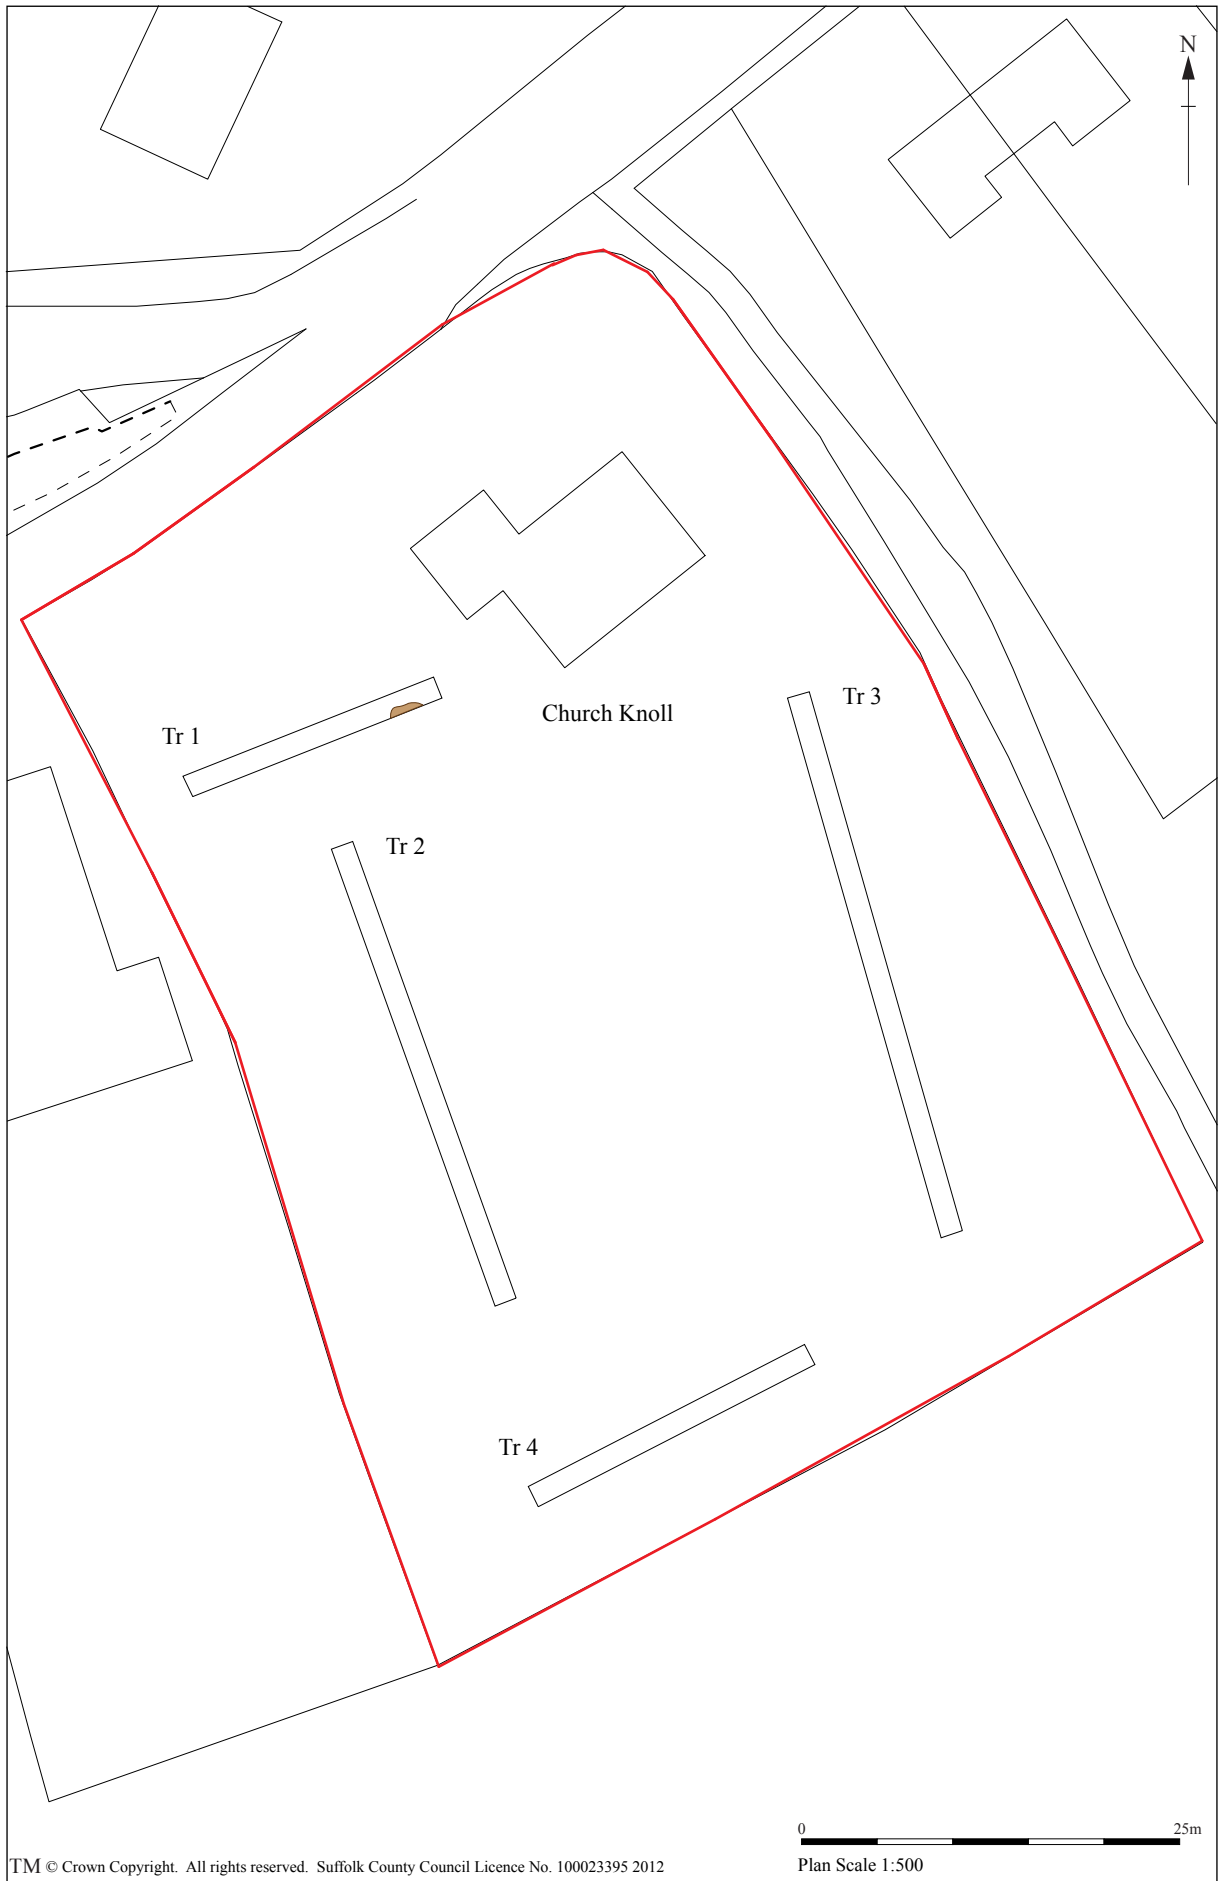 N
Tr 1
Church Knoll
Tr 3
Tr 2
Tr 4
0 25m
Plan Scale 1:500
TM © Crown Copyright. All rights reserved. Suffolk County Council Licence No. 100023395 2012